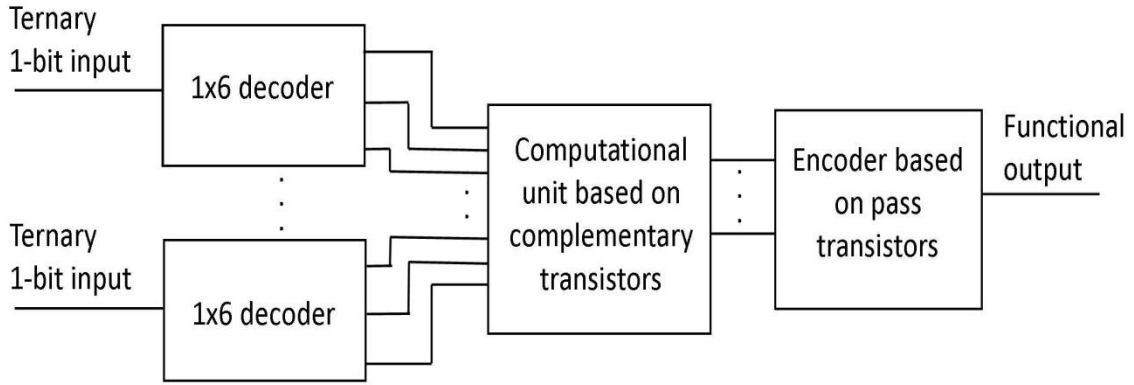 Ternary
1-bit input
1x6 decoder
Ternary
1-bit input
1x6 decoder
Computational
unit based on
complementary
transistors
Encoder based
on pass
transistors
Functional
output